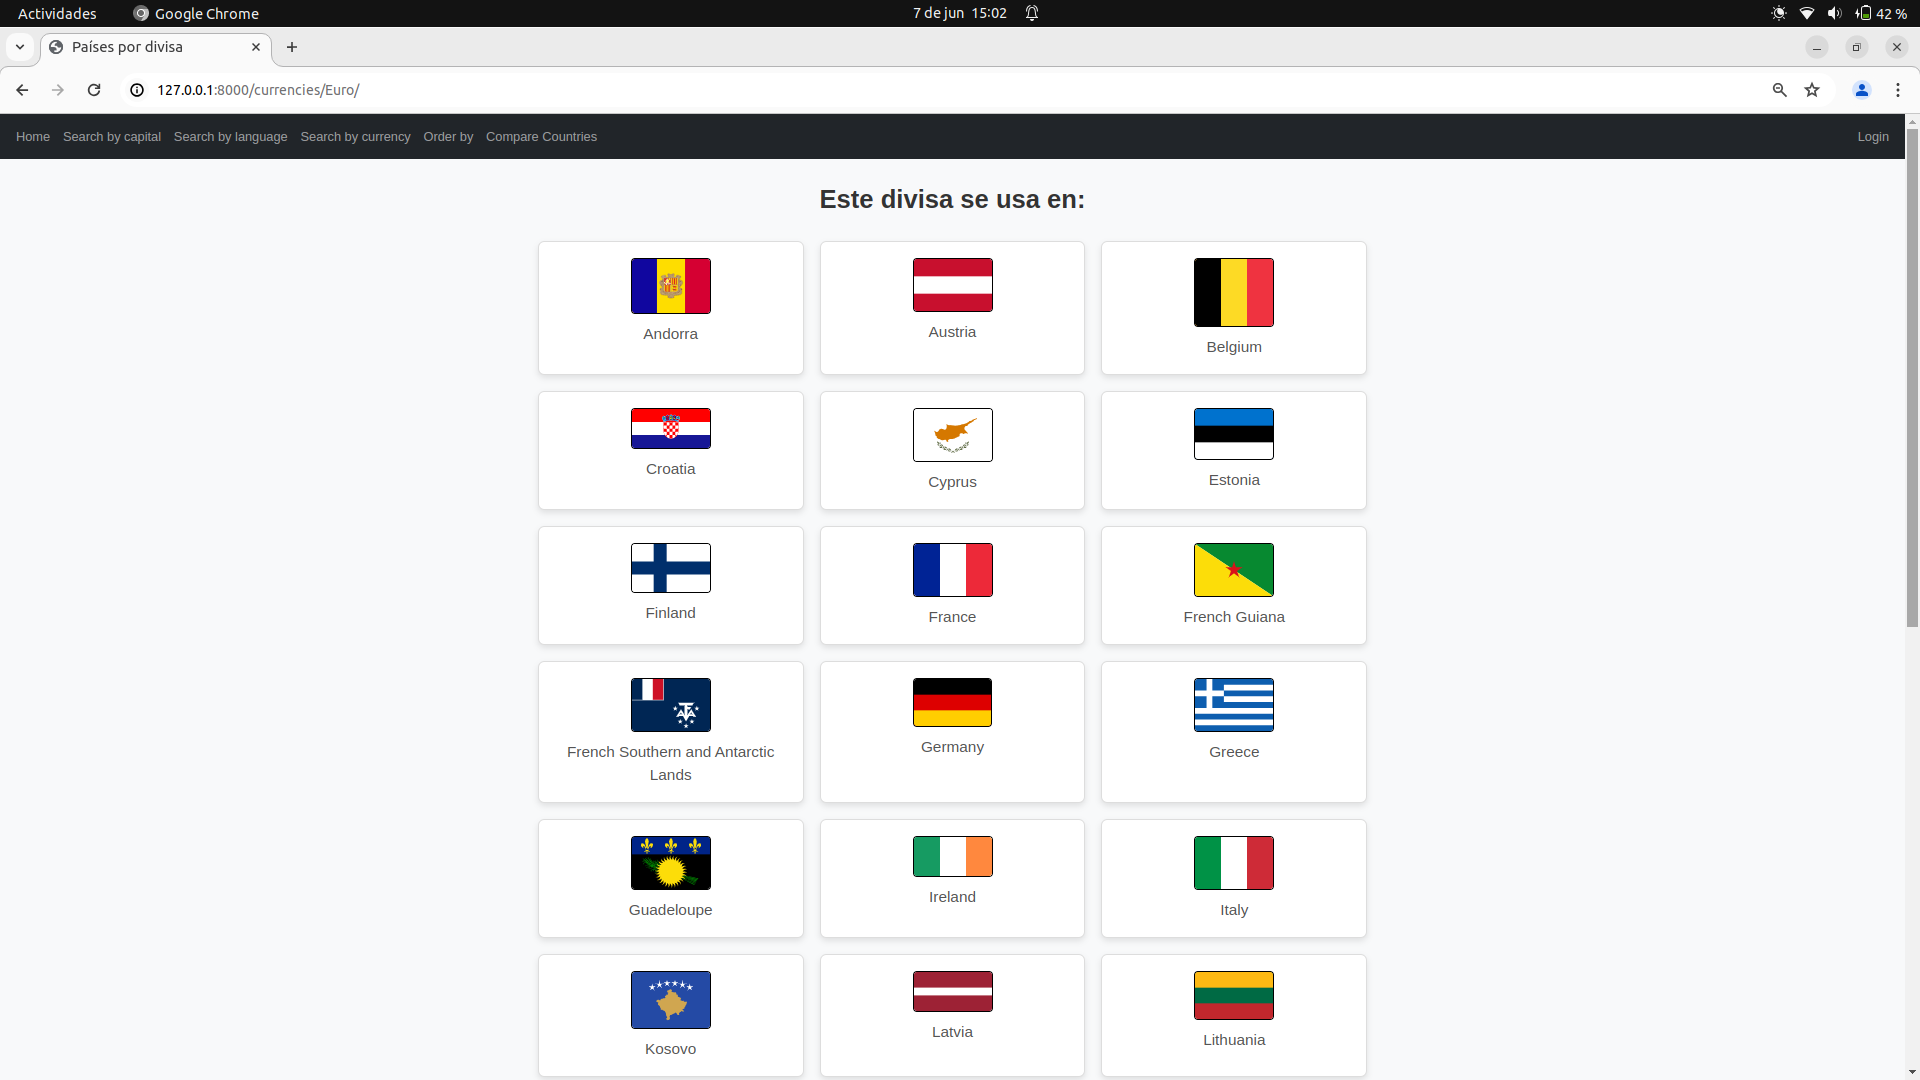 Actividades Google Chrome 7 de jun 15:02 42 %
Países por divisa
127.0.0.1:8000/currencies/Euro/
Home Search by capital Search by language Search by currency Order by Compare Countries Login
Este divisa se usa en:
Andorra Austria Belgium
Croatia Cyprus Estonia
Finland France French Guiana
French Southern and Antarctic
Lands
Germany Greece
Guadeloupe Ireland Italy
Kosovo Latvia Lithuania